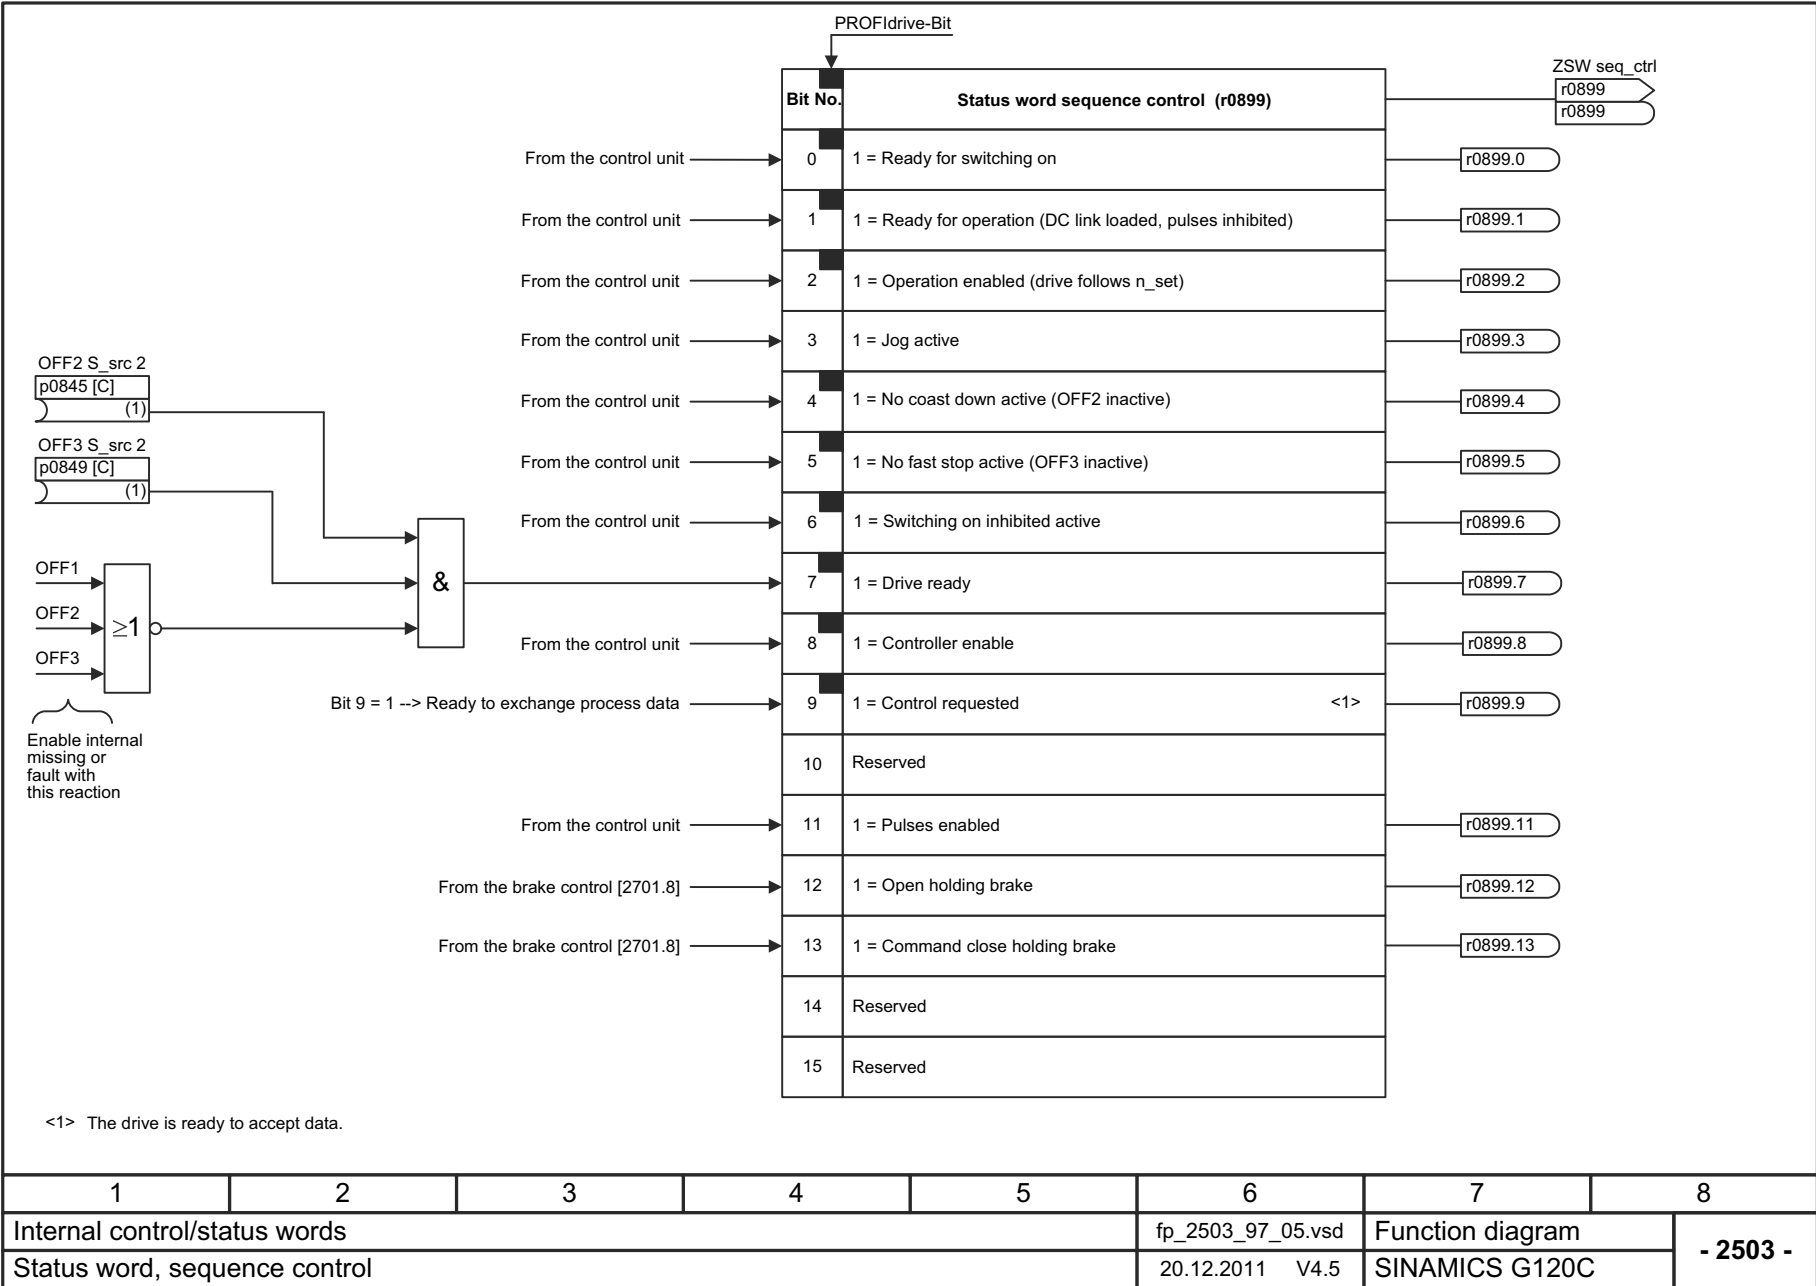 PROFIdrive-Bit
ZSW seq_ctrl
r0899
r0899
Bit No. Status word sequence control (r0899)
From the control unit 0 1 = Ready for switching on r0899.0
From the control unit 1 1 = Ready for operation (DC link loaded, pulses inhibited) r0899.1
From the control unit 2 1 = Operation enabled (drive follows n_set) r0899.2
From the control unit 3 1 = Jog active r0899.3
OFF2 S_src 2
p0845 [C]
(1)
From the control unit 4 1 = No coast down active (OFF2 inactive) r0899.4
OFF3 S_src 2
p0849 [C]
(1)
From the control unit 5 1 = No fast stop active (OFF3 inactive) r0899.5
From the control unit 6 1 = Switching on inhibited active r0899.6
OFF1
OFF2
OFF3
≥1
&
7 1 = Drive ready r0899.7
From the control unit 8 1 = Controller enable r0899.8
Bit 9 = 1 --> Ready to exchange process data 9 1 = Control requested <1> r0899.9
Enable internal
missing or
fault with
this reaction
10 Reserved
From the control unit 11 1 = Pulses enabled r0899.11
From the brake control [2701.8] 12 1 = Open holding brake r0899.12
From the brake control [2701.8] 13 1 = Command close holding brake r0899.13
14 Reserved
15 Reserved
<1> The drive is ready to accept data.
1 2 3 4 5 6 7 8
Internal control/status words fp_2503_97_05.vsd Function diagram
Status word, sequence control 20.12.2011 V4.5 SINAMICS G120C
- 2503 -